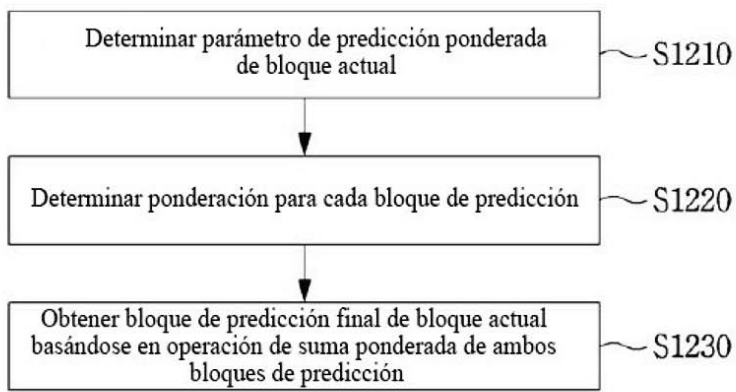 Determinar parámetro de predicción ponderada
de bloque actual
S1210
Determinar ponderación para cada bloque de predicción
S1220
Obtener bloque de predicción final de bloque actual
basándose en operación de suma ponderada de ambos
bloques de predicción
S1230